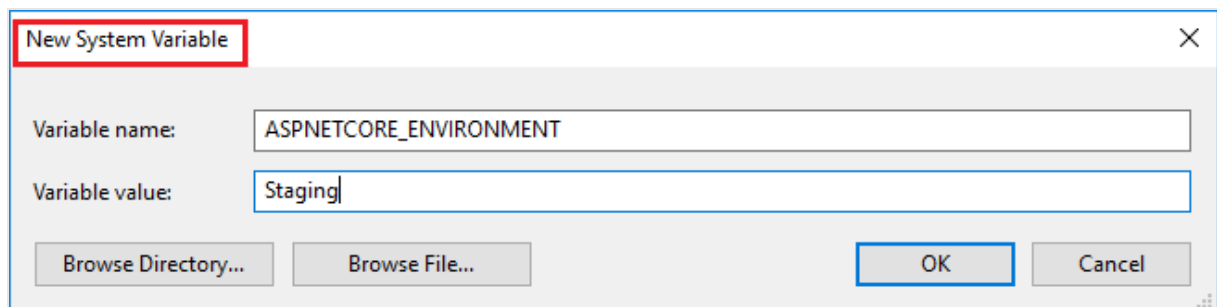 New System Variable
Variable name: ASPNETCORE_ENVIRONMENT
Variable value: Staging
Browse Directory... Browse File... OK Cancel